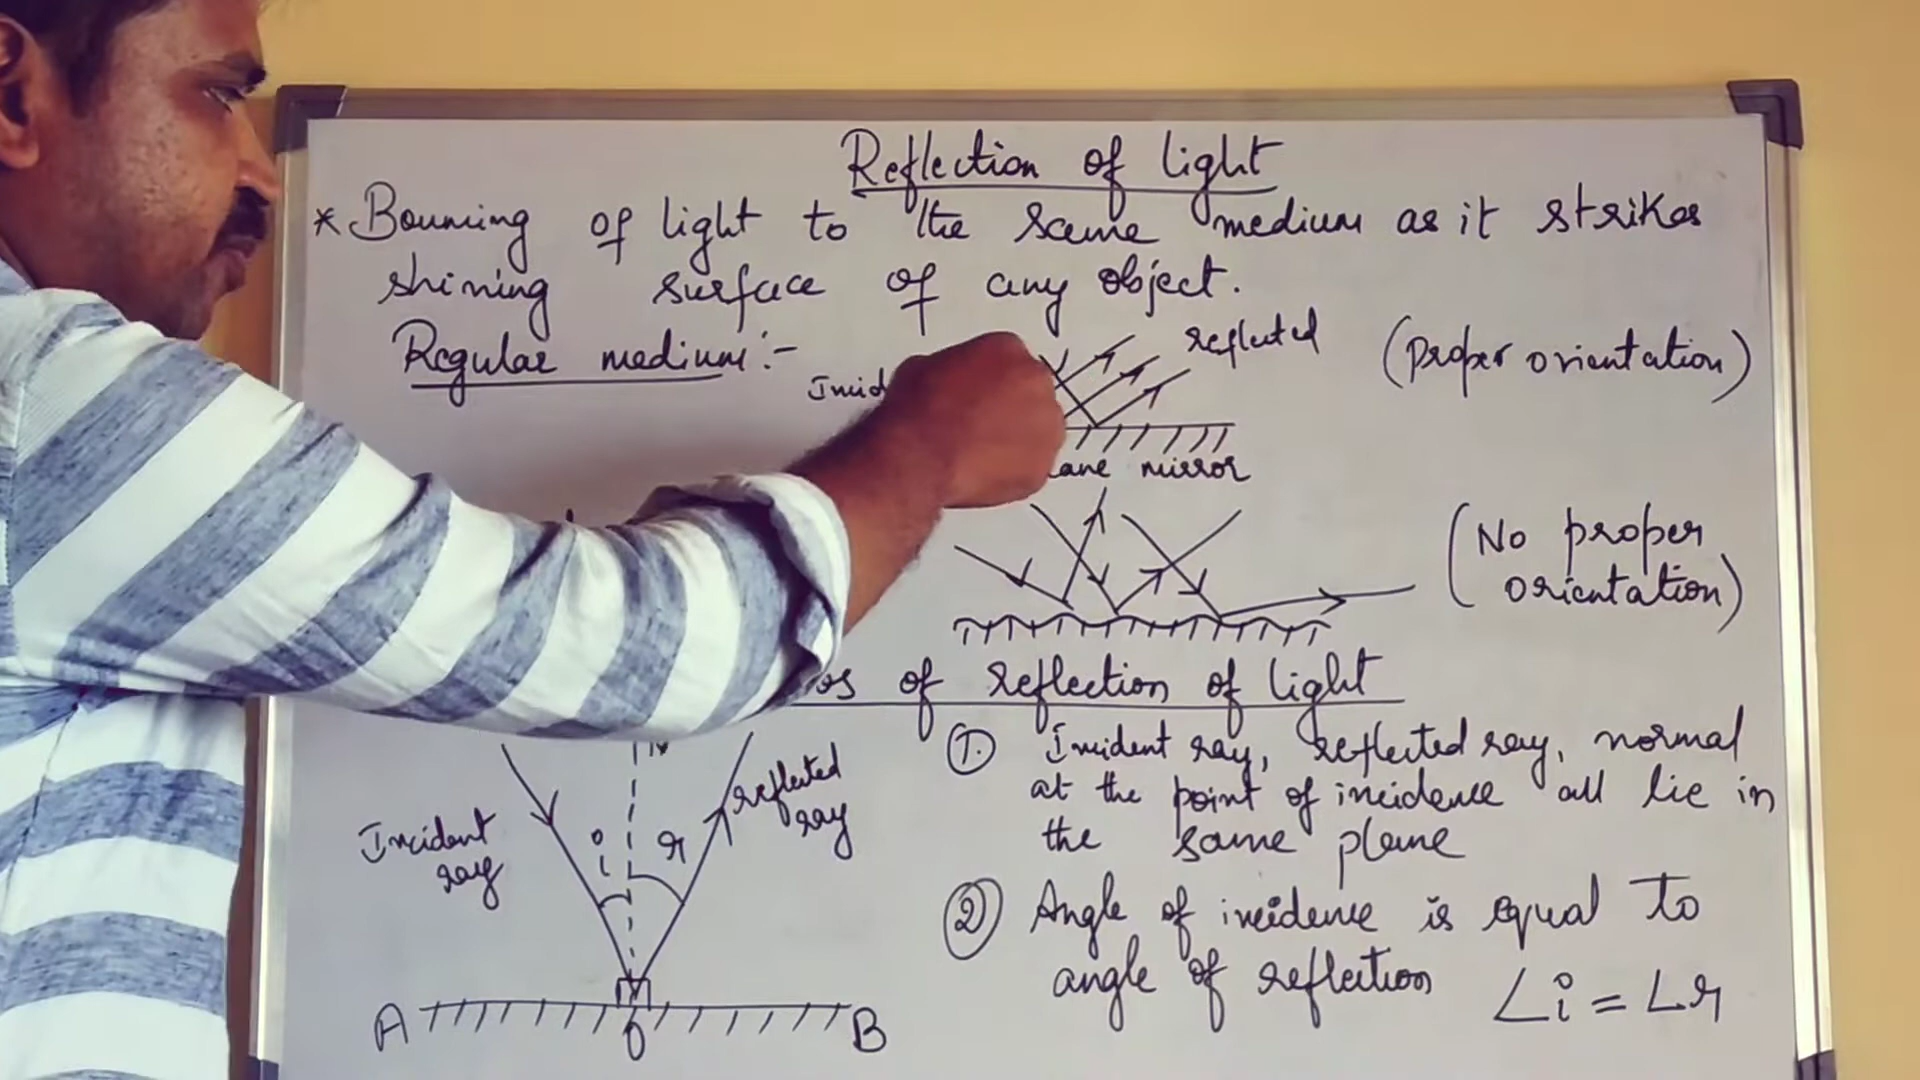 Reflection of light
* Bouncing of light to the same medium as it strikes
shining surface of any object.
Regular medium :-
reflected
(Proper orientation)
mirror
(No proper
orientation)
of reflection of light
N
Incident
ray
i
r
reflected
ray
A
O
B
① Incident ray, reflected ray, normal
at the point of incidence all lie in
the same plane
② Angle of incidence is equal to
angle of reflection
∠i = ∠r